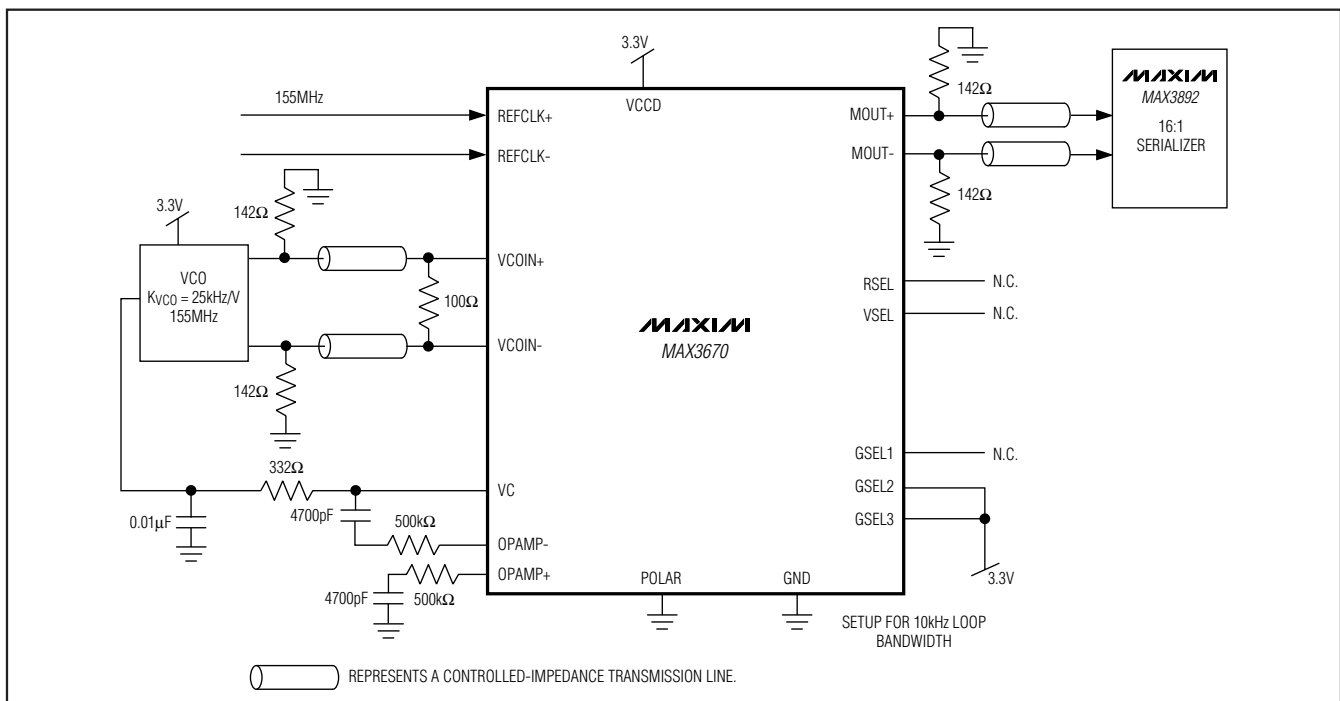 3.3V
142Ω
MAXIM
MAX3892
16:1
SERIALIZER
155MHz
REFCLK+
REFCLK-
VCCD
MOUT+
MOUT-
142Ω
3.3V
142Ω
VCO
KVCO = 25kHz/V
155MHz
VCOIN+
100Ω
VCOIN-
142Ω
MAXIM
MAX3670
RSEL
N.C.
VSEL
N.C.
GSEL1
N.C.
GSEL2
GSEL3
3.3V
332Ω
VC
0.01μF
4700pF
500kΩ
OPAMP-
OPAMP+
4700pF
500kΩ
POLAR
GND
SETUP FOR 10kHz LOOP
BANDWIDTH
REPRESENTS A CONTROLLED-IMPEDANCE TRANSMISSION LINE.